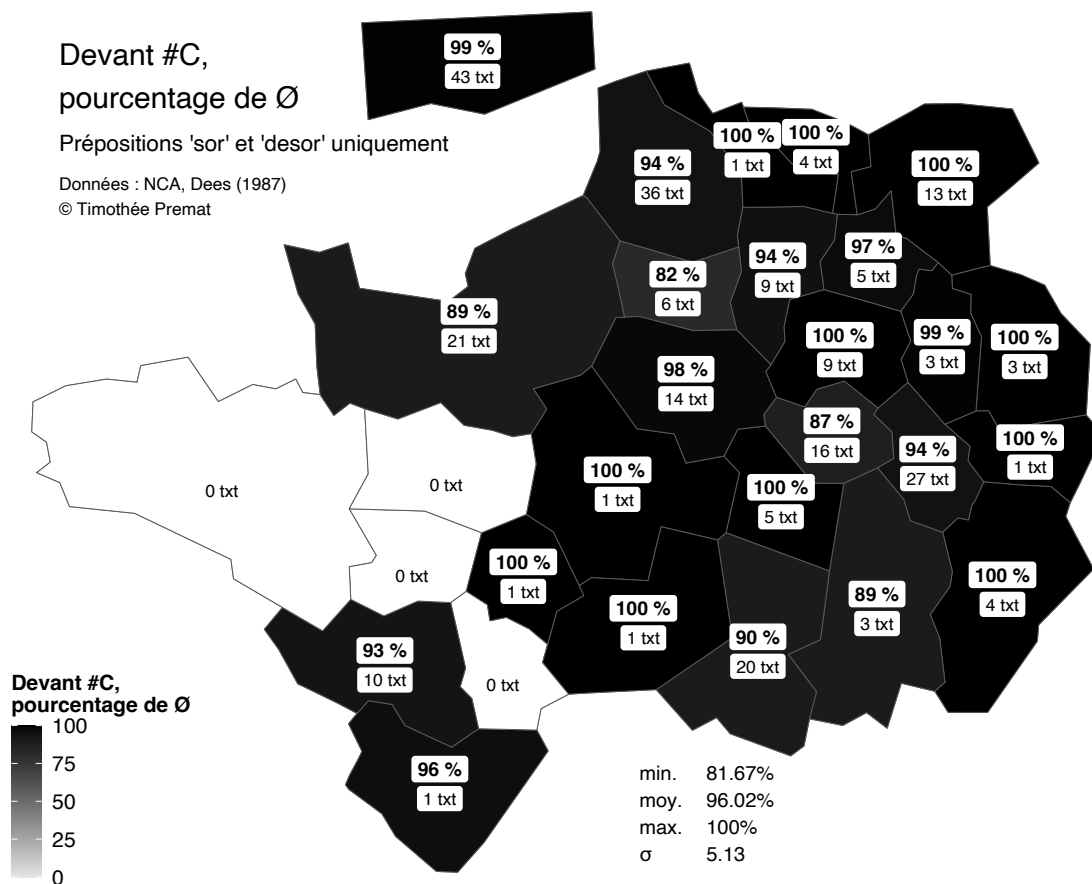 Devant #C,
pourcentage de Ø
Prépositions 'sor' et 'desor' uniquement
Données : NCA, Dees (1987)
© Timothée Premat
99 %
43 txt
94 %
36 txt
100 %
1 txt
100 %
4 txt
100 %
13 txt
82 %
6 txt
94 %
9 txt
97 %
5 txt
89 %
21 txt
98 %
14 txt
100 %
9 txt
99 %
3 txt
100 %
3 txt
87 %
16 txt
94 %
27 txt
100 %
1 txt
0 txt
0 txt
100 %
1 txt
100 %
5 txt
0 txt
100 %
1 txt
100 %
1 txt
90 %
20 txt
89 %
3 txt
100 %
4 txt
93 %
10 txt
0 txt
96 %
1 txt
Devant #C,
pourcentage de Ø
100
75
50
25
0
min. 81.67%
moy. 96.02%
max. 100%
σ 5.13